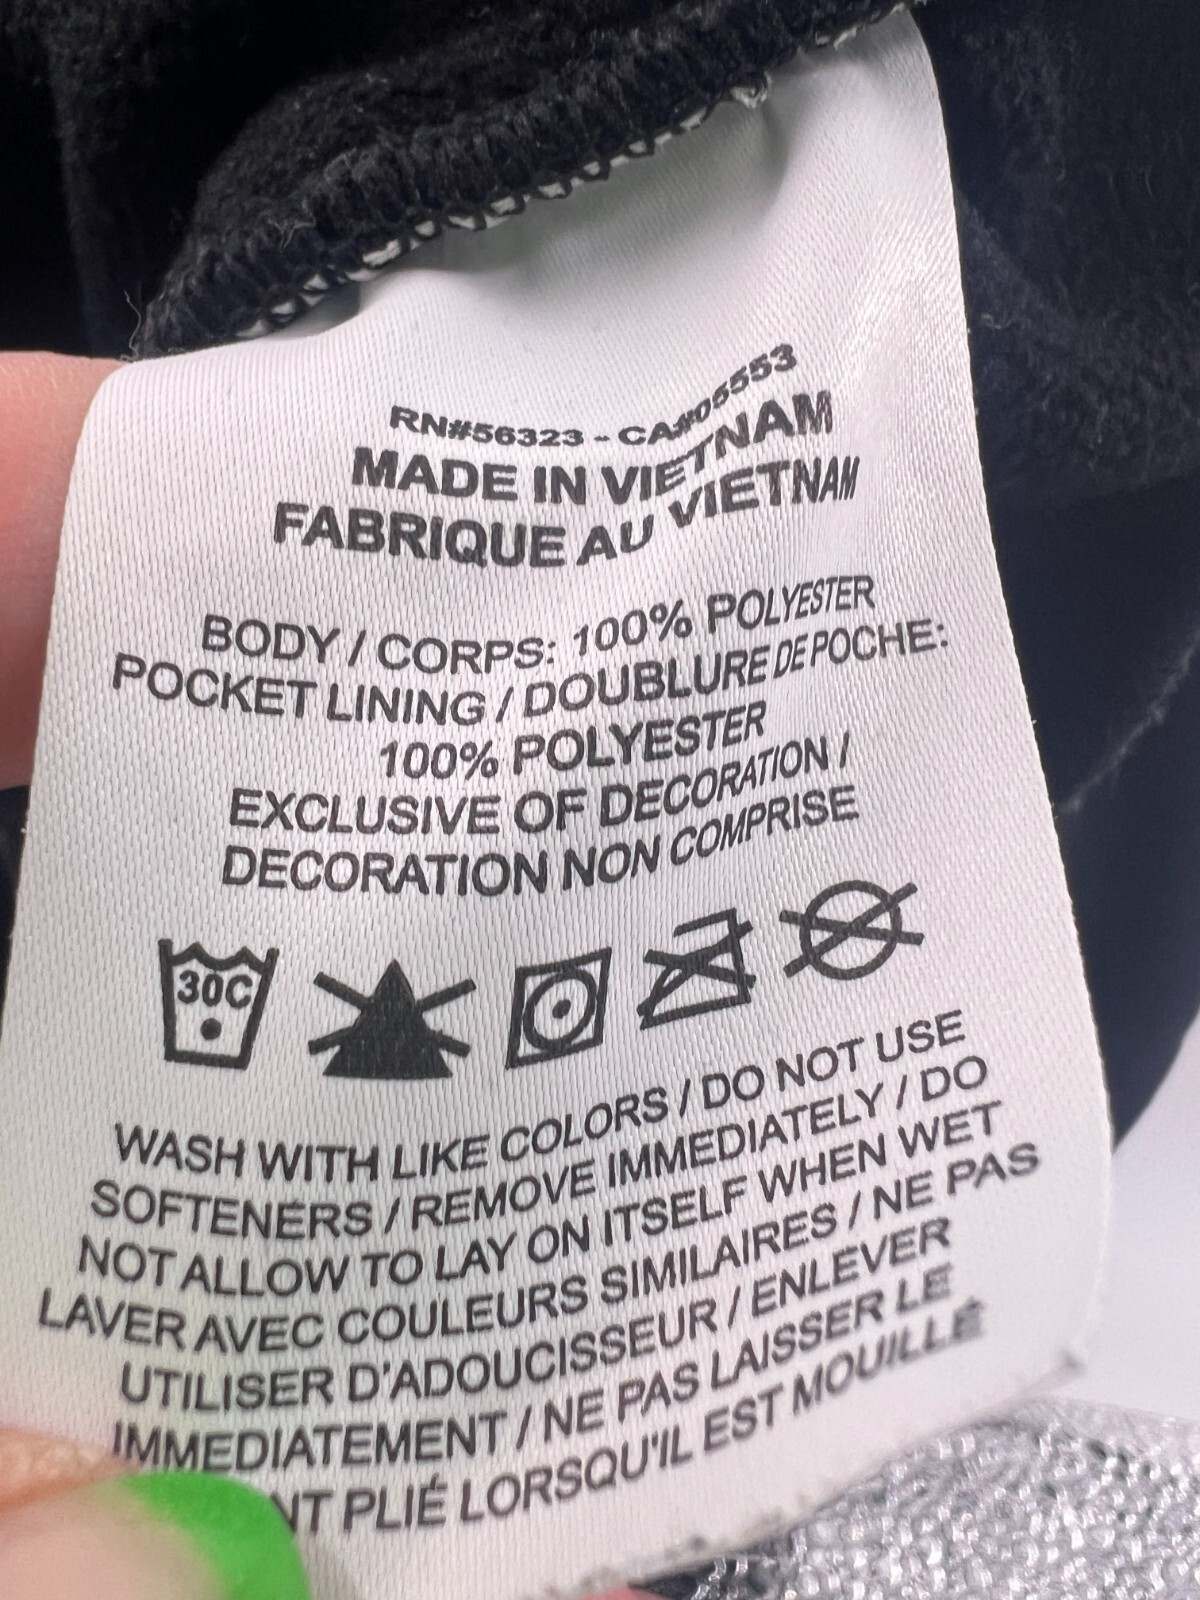 RN#56323 - CA#05553
MADE IN VIETNAM
FABRIQUE AU VIETNAM
BODY / CORPS: 100% POLYESTER
POCKET LINING / DOUBLURE DE POCHE:
100% POLYESTER
EXCLUSIVE OF DECORATION /
DECORATION NON COMPRISE
30C
WASH WITH LIKE COLORS / DO NOT USE
SOFTENERS / REMOVE IMMEDIATELY / DO
NOT ALLOW TO LAY ON ITSELF WHEN WET
LAVER AVEC COULEURS SIMILAIRES / NE PAS
UTILISER D'ADOUCISSEUR / ENLEVER
IMMEDIATEMENT / NE PAS LAISSER LE
PLIÉ LORSQU'IL EST MOUILLÉ